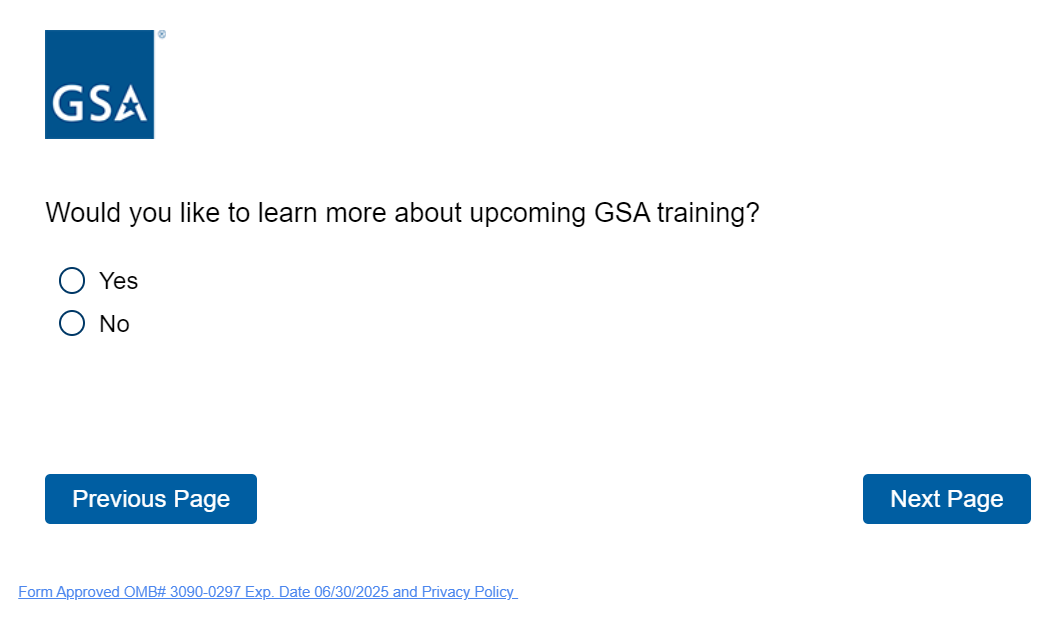 GSA
®
Would you like to learn more about upcoming GSA training?
Yes
No
Previous Page
Next Page
Form Approved OMB# 3090-0297 Exp. Date 06/30/2025 and Privacy Policy